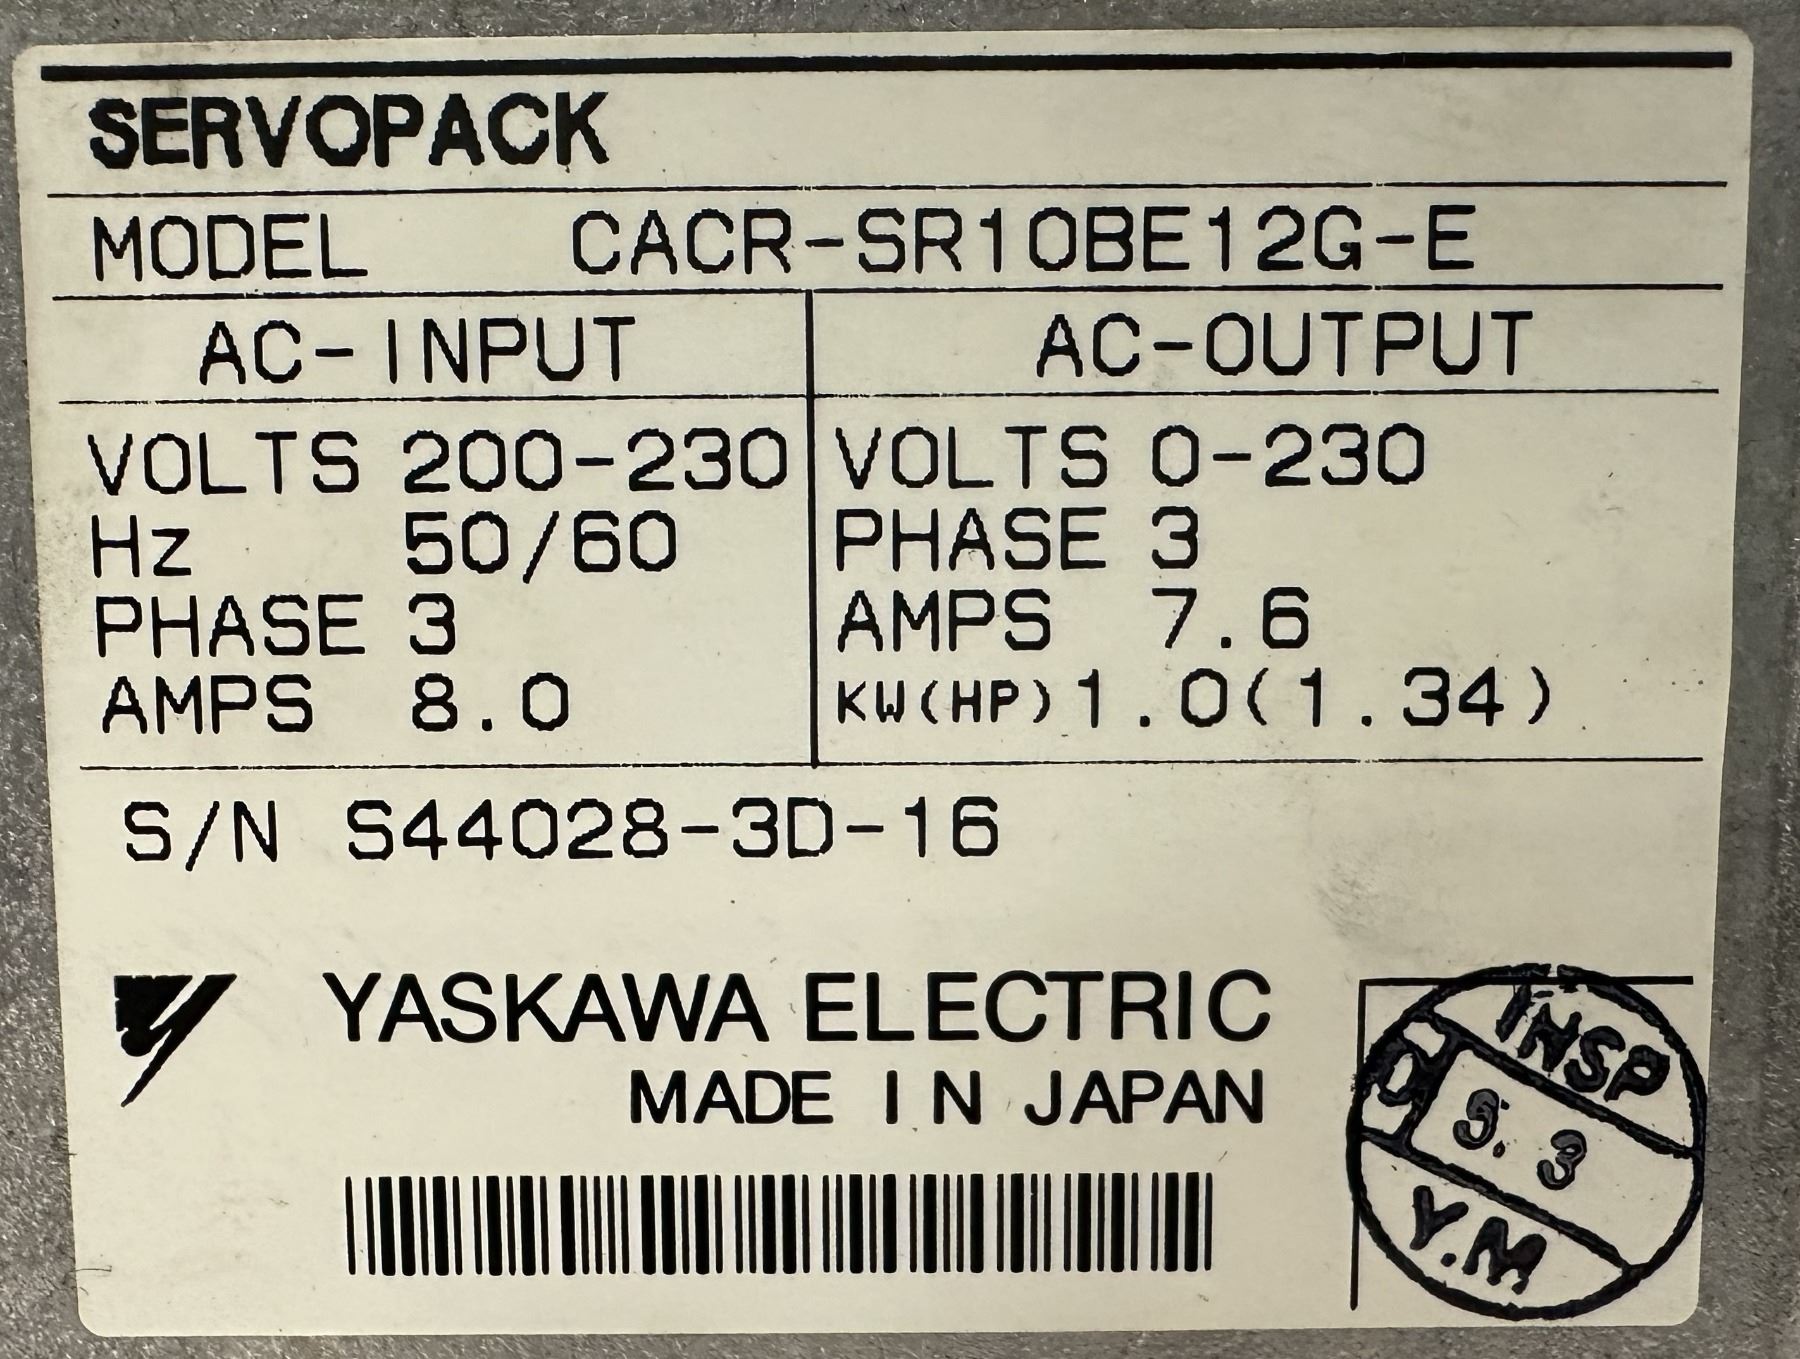 SERVOPACK
MODEL CACR-SR10BE12G-E
AC-INPUT
VOLTS 200-230
Hz 50/60
PHASE 3
AMPS 8.0
AC-OUTPUT
VOLTS 0-230
PHASE 3
AMPS 7.6
KW(HP) 1.0(1.34)
S/N S44028-3D-16
YASKAWA ELECTRIC
MADE IN JAPAN
INSP
Y.M